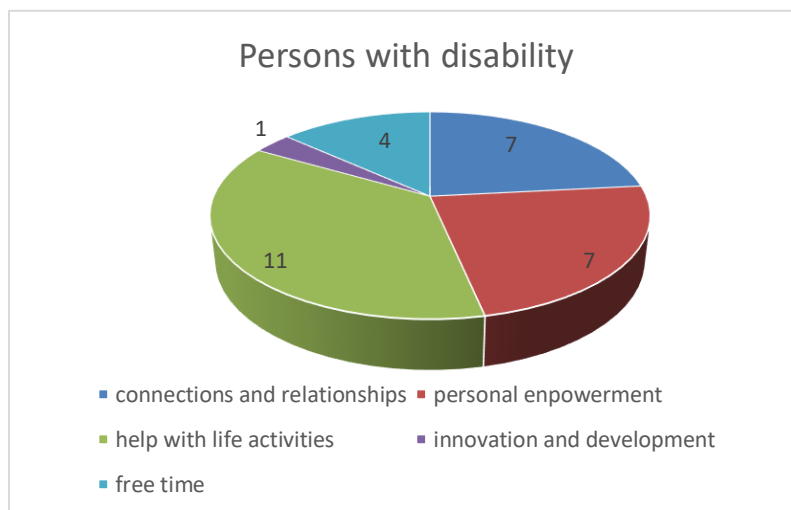 Persons with disability
1
4
7
11
7
connections and relationships personal enpowerment
help with life activities innovation and development
free time